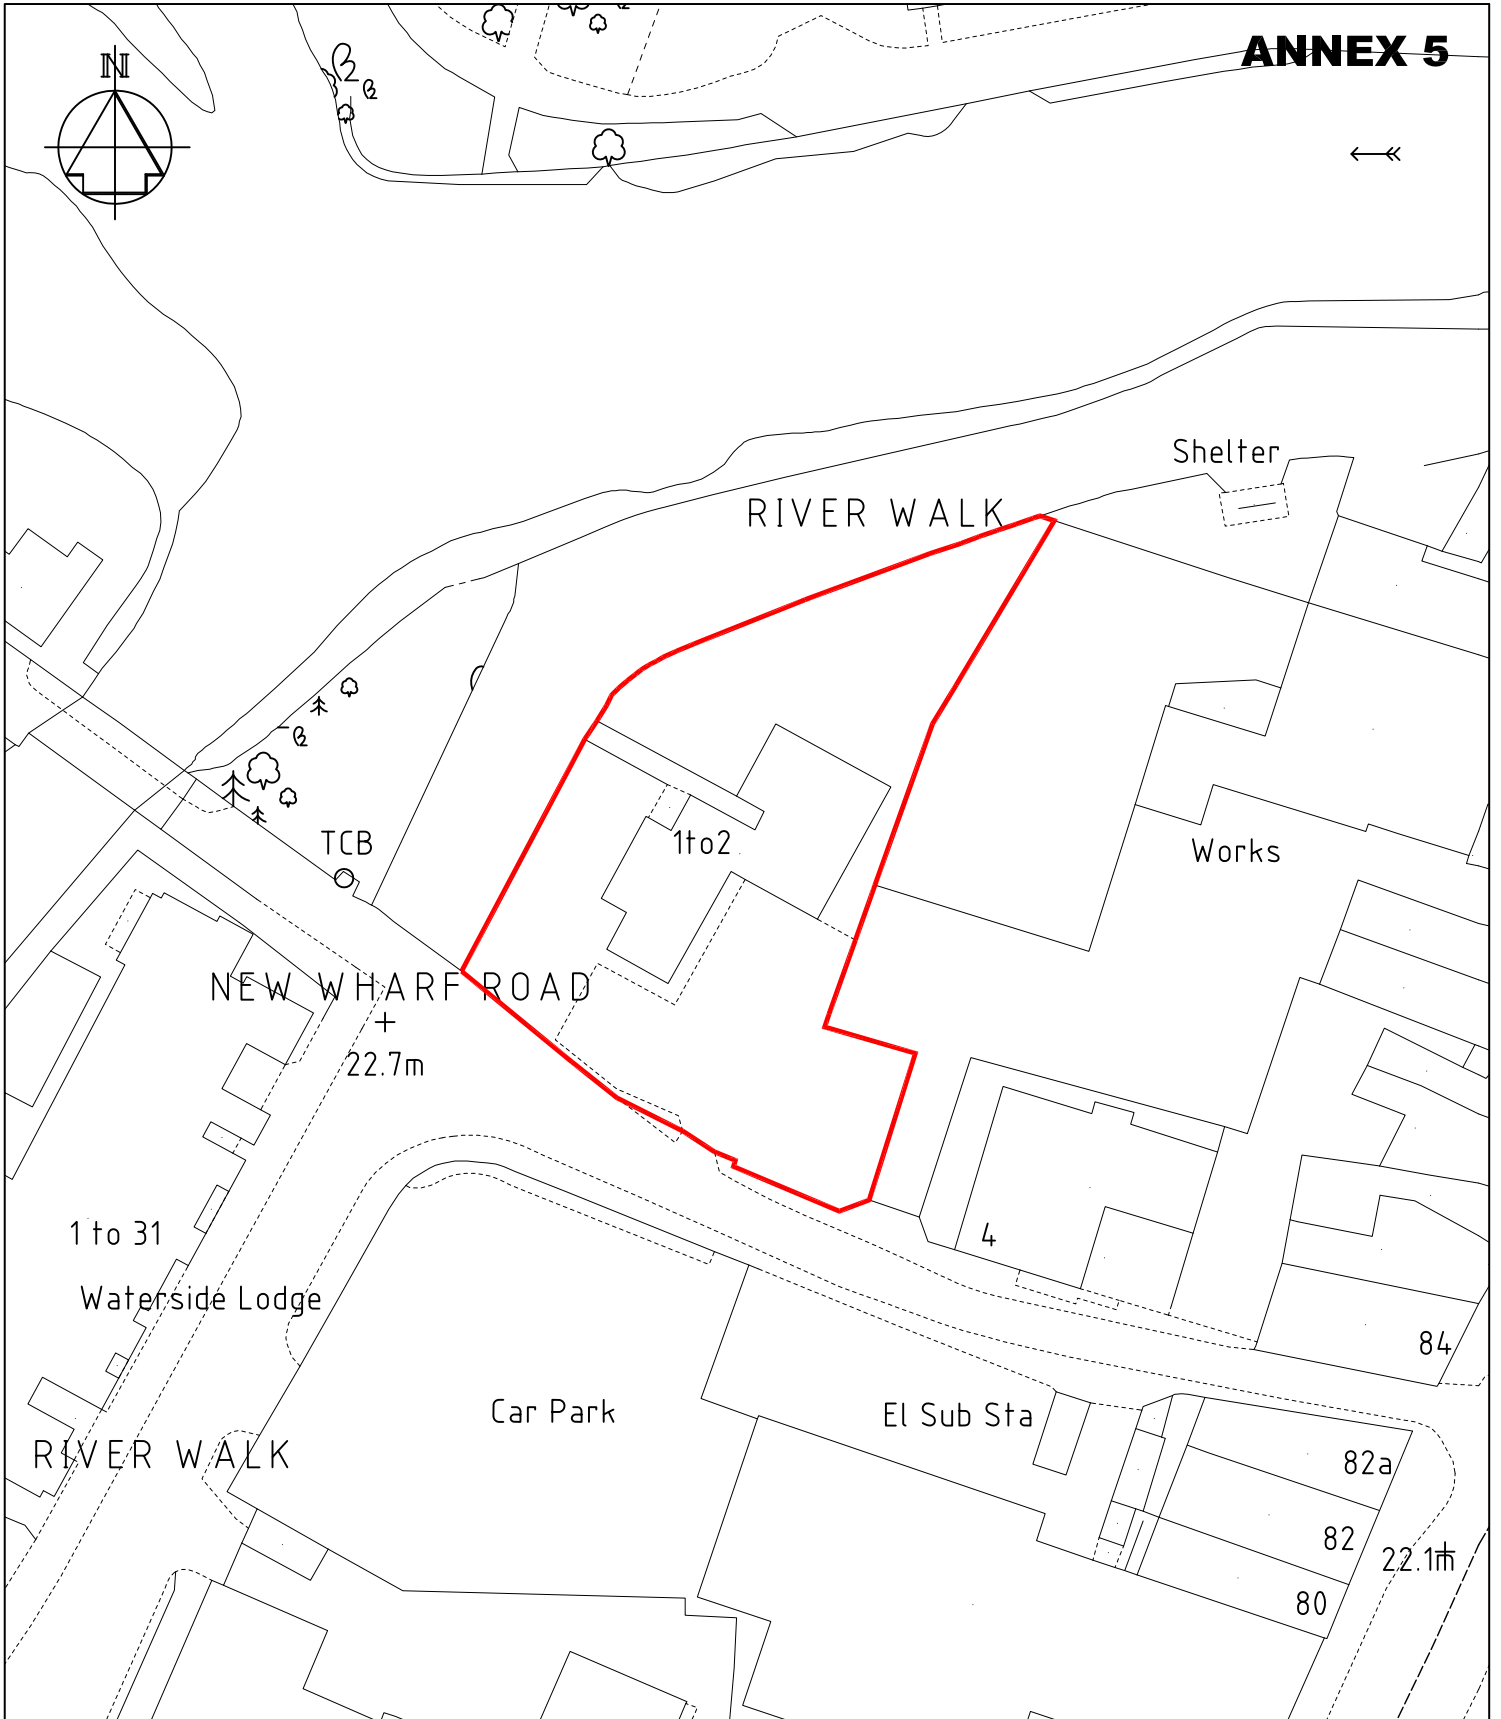 N
ANNEX 5
Shelter
RIVER WALK
TCB
1to2
Works
NEW WHARF ROAD
22.7m
1 to 31
4
Waterside Lodge
84
Car Park
El Sub Sta
RIVER WALK
82a
82
22.1m
80